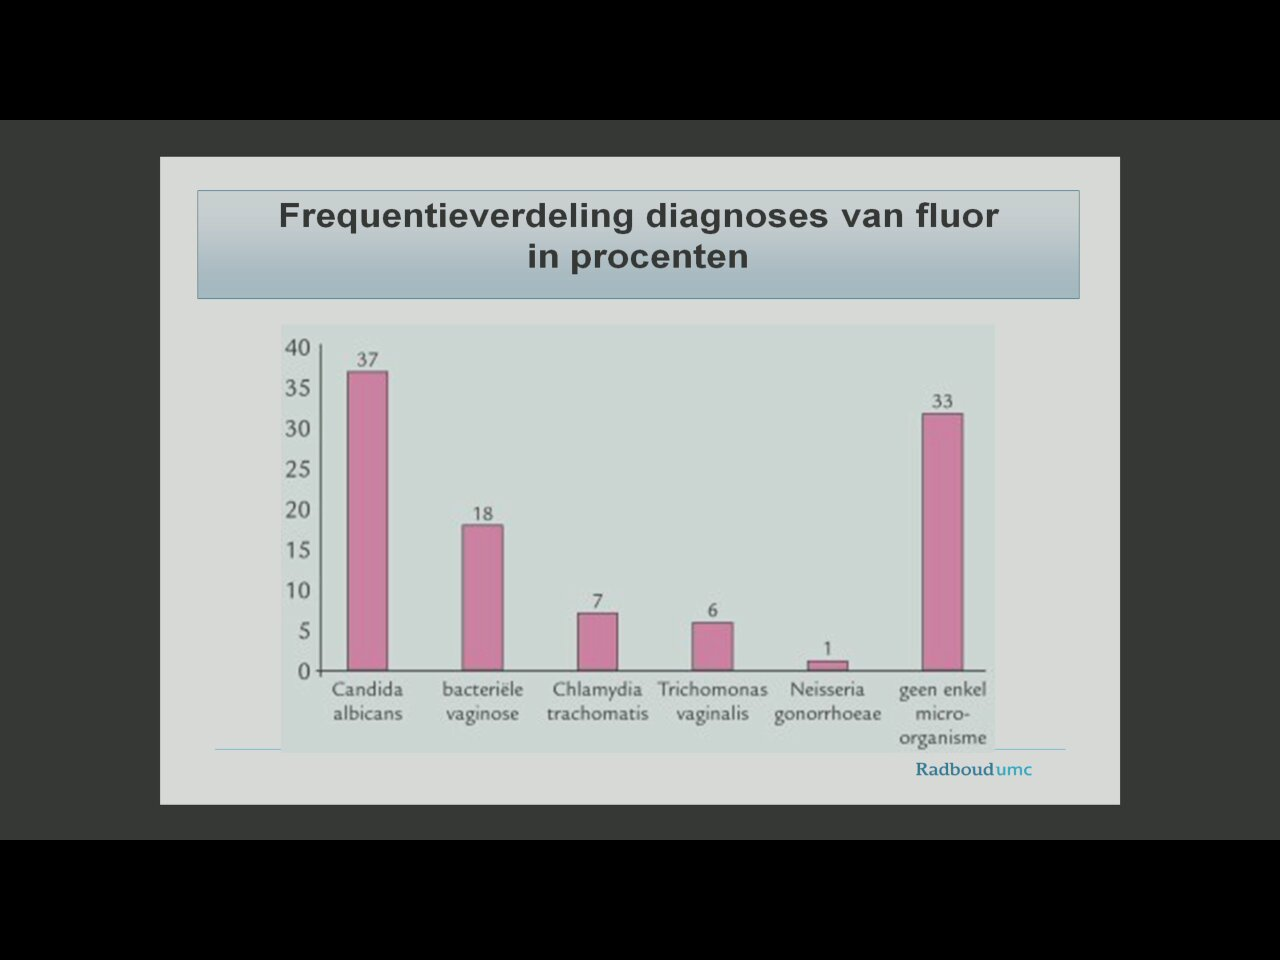 Frequentieverdeling diagnoses van fluor
in procenten
40
35
30
25
20
15
10
5
0
37
18
7
6
1
33
Candida
albicans
bacteriële
vaginose
Chlamydia
trachomatis
Trichomonas
vaginalis
Neisseria
gonorrhoeae
geen enkel
micro-
organisme
Radboudumc